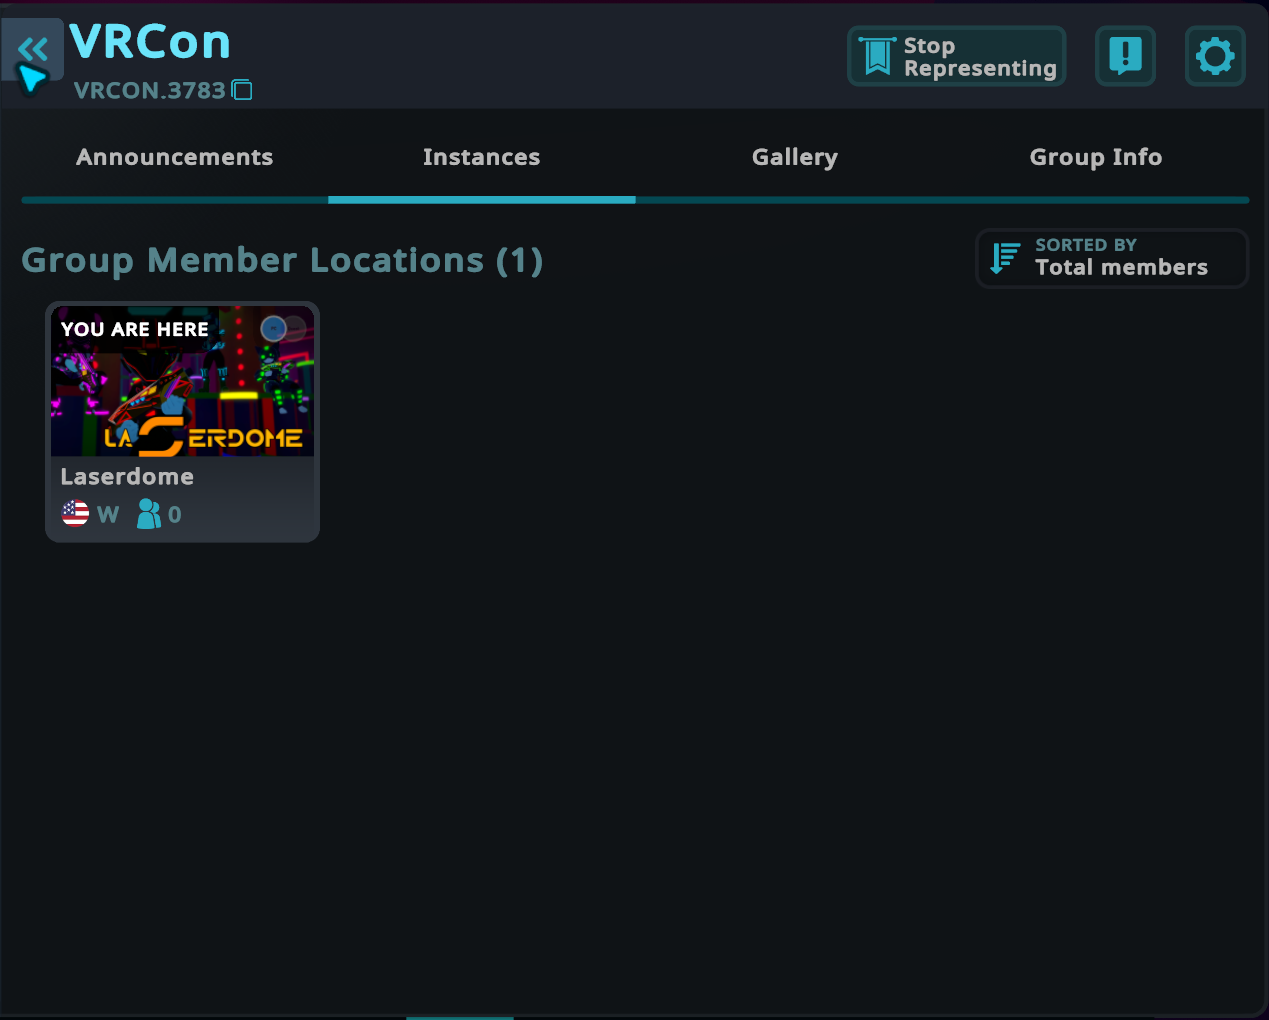 VRCon
VRCON.3783
Stop
Representing
Announcements
Instances
Gallery
Group Info
Group Member Locations (1)
SORTED BY
Total members
YOU ARE HERE
LASERDOME
Laserdome
W
0